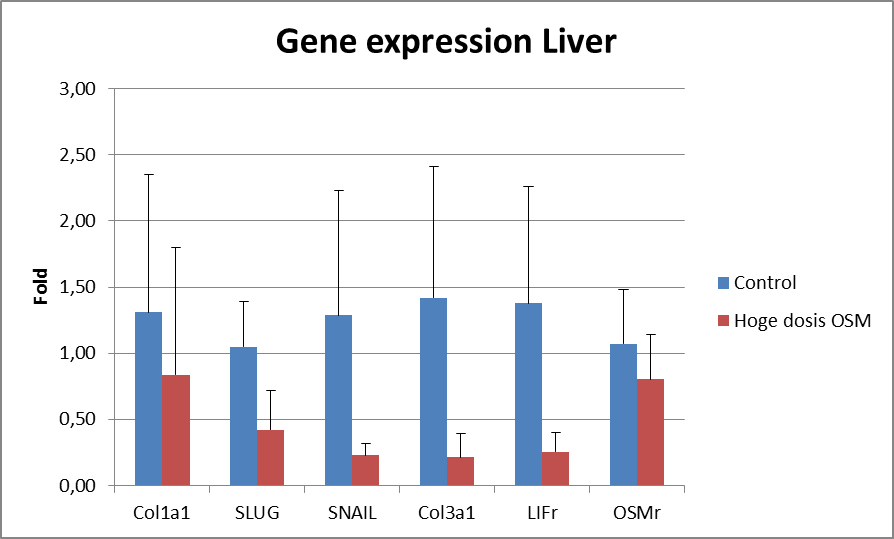 Gene expression Liver
3,00
2,50
2,00
1,50
1,00
0,50
0,00
Fold
Col1a1 SLUG SNAIL Col3a1 LIFr OSMr
Control
Hoge dosis OSM